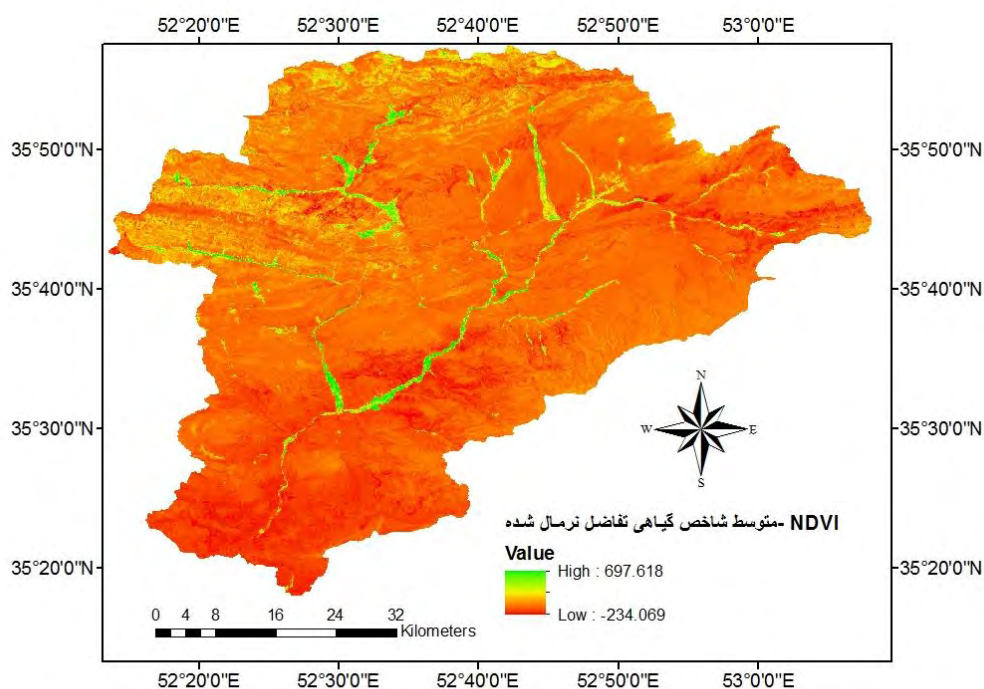 52°20'0"E 52°30'0"E 52°40'0"E 52°50'0"E 53°0'0"E
35°50'0"N 35°50'0"N
35°40'0"N 35°40'0"N
N
W E
S
35°30'0"N 35°30'0"N
NDVI -متوسط شاخص گیاهی تفاضل نرمال شده
Value
High : 697.618
Low : -234.069
35°20'0"N 35°20'0"N
0 4 8 16 24 32
Kilometers
52°20'0"E 52°30'0"E 52°40'0"E 52°50'0"E 53°0'0"E